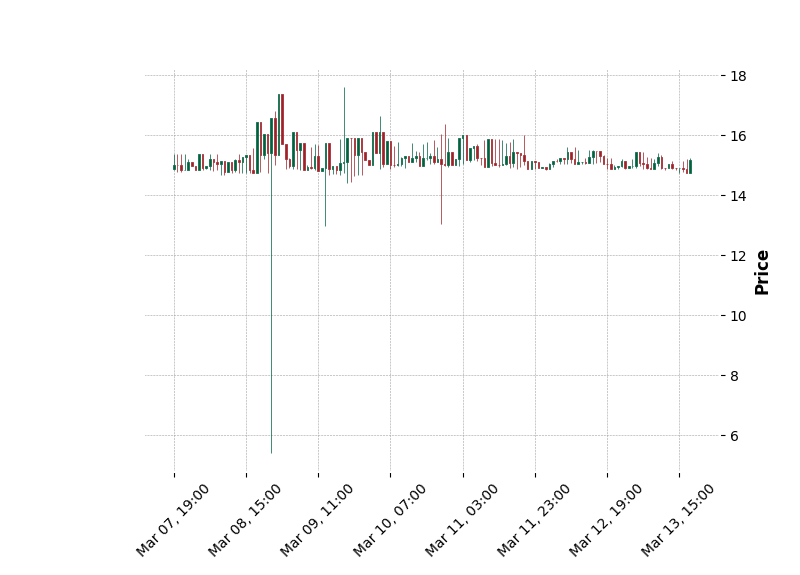 18
16
14
12
10
8
6
Price
Mar 07, 19:00
Mar 08, 15:00
Mar 09, 11:00
Mar 10, 07:00
Mar 11, 03:00
Mar 11, 23:00
Mar 12, 19:00
Mar 13, 15:00